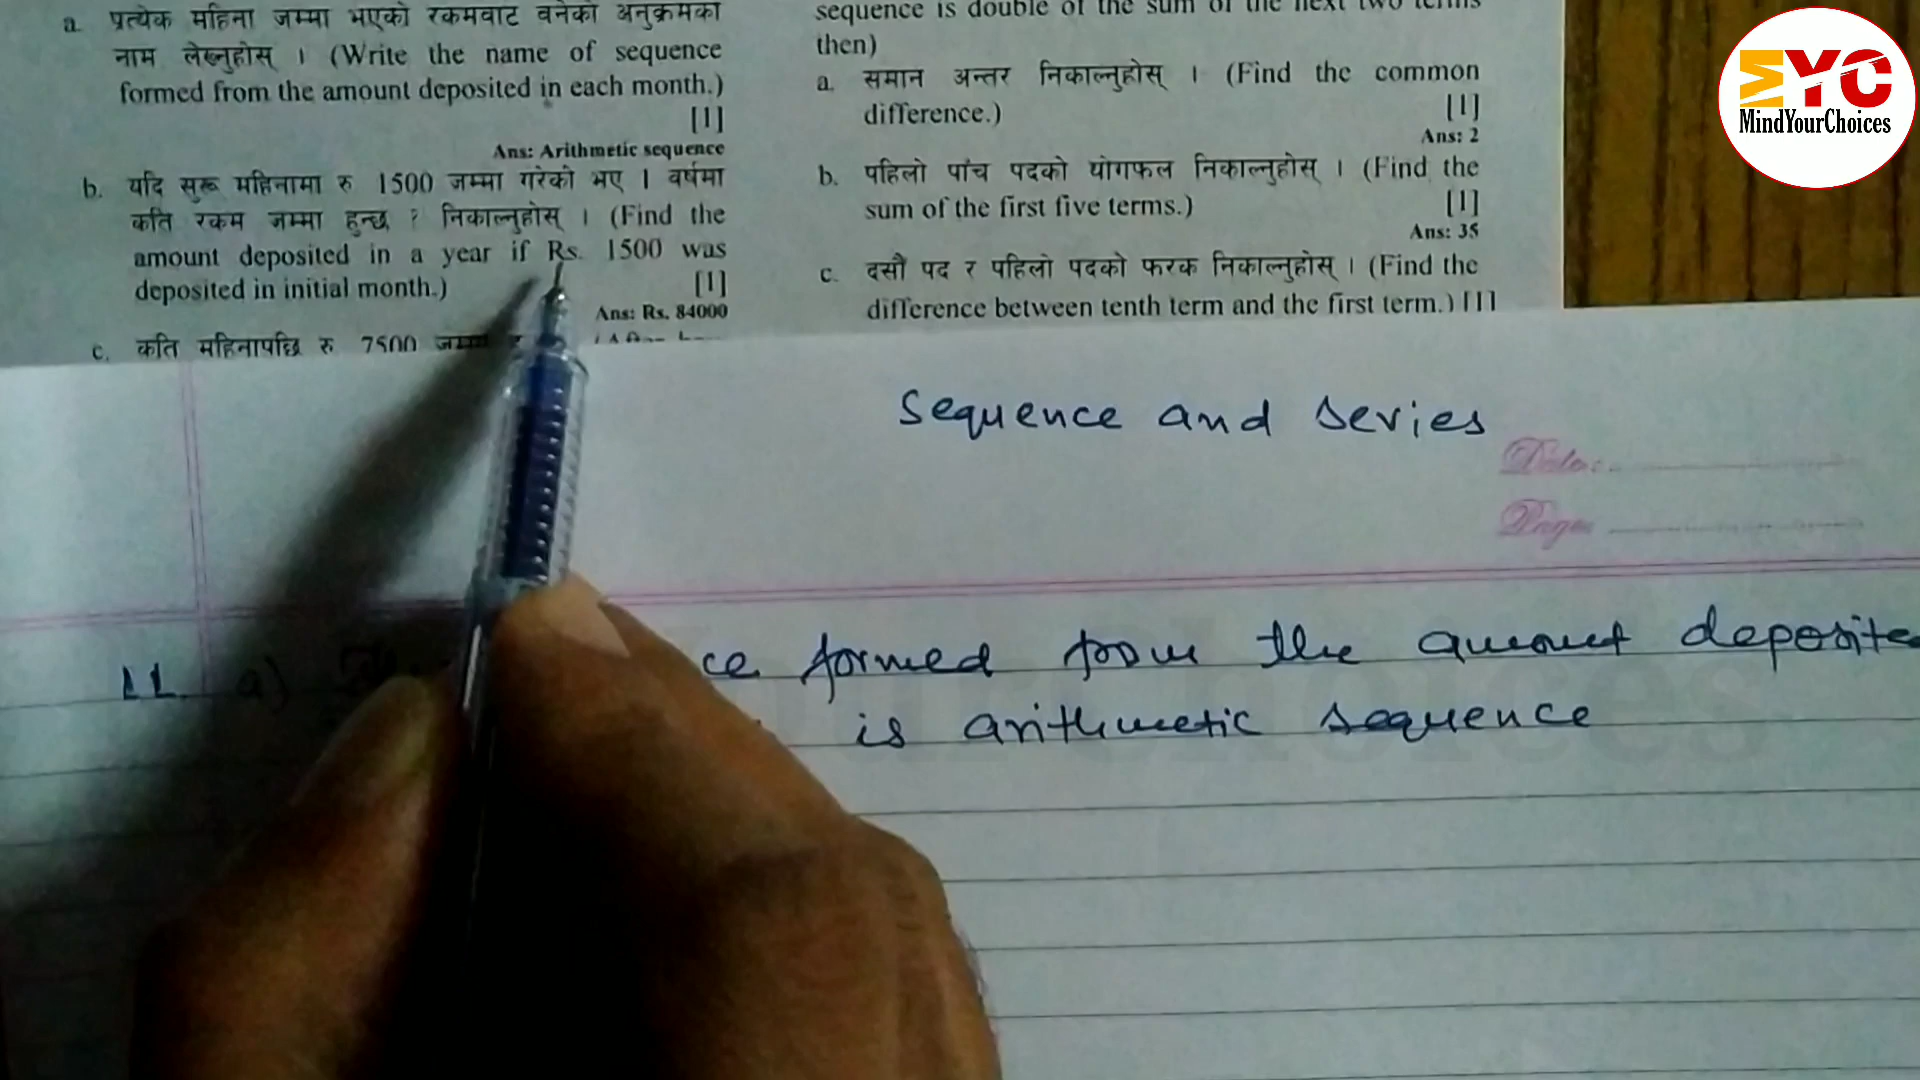 a. प्रत्येक महिना जम्मा भएको रकमबाट बनेको अनुक्रमको
नाम लेख्नुहोस् । (Write the name of sequence
formed from the amount deposited in each month.)
[1]
Ans: Arithmetic sequence
b. यदि सुरू महिनामा रु 1500 जम्मा गरेको भए 1 वर्षमा
कति रकम जम्मा हुन्छ ? निकाल्नुहोस् । (Find the
amount deposited in a year if Rs. 1500 was
deposited in initial month.)
[1]
Ans: Rs. 84000
c. कति महिनापछि रु 7500 जम्मा
sequence is double of the sum of the next two terms
then)
a. समान अन्तर निकाल्नुहोस् । (Find the common
difference.)
[1]
Ans: 2
b. पहिलो पांच पदको योगफल निकाल्नुहोस् । (Find the
sum of the first five terms.)
[1]
Ans: 35
c. दसौं पद र पहिलो पदको फरक निकाल्नुहोस् । (Find the
difference between tenth term and the first term.) [1]
MYC
MindYourChoices
Sequence and series
Date:
Page
11. a) ce formed from the amount deposite
is arithmetic sequence